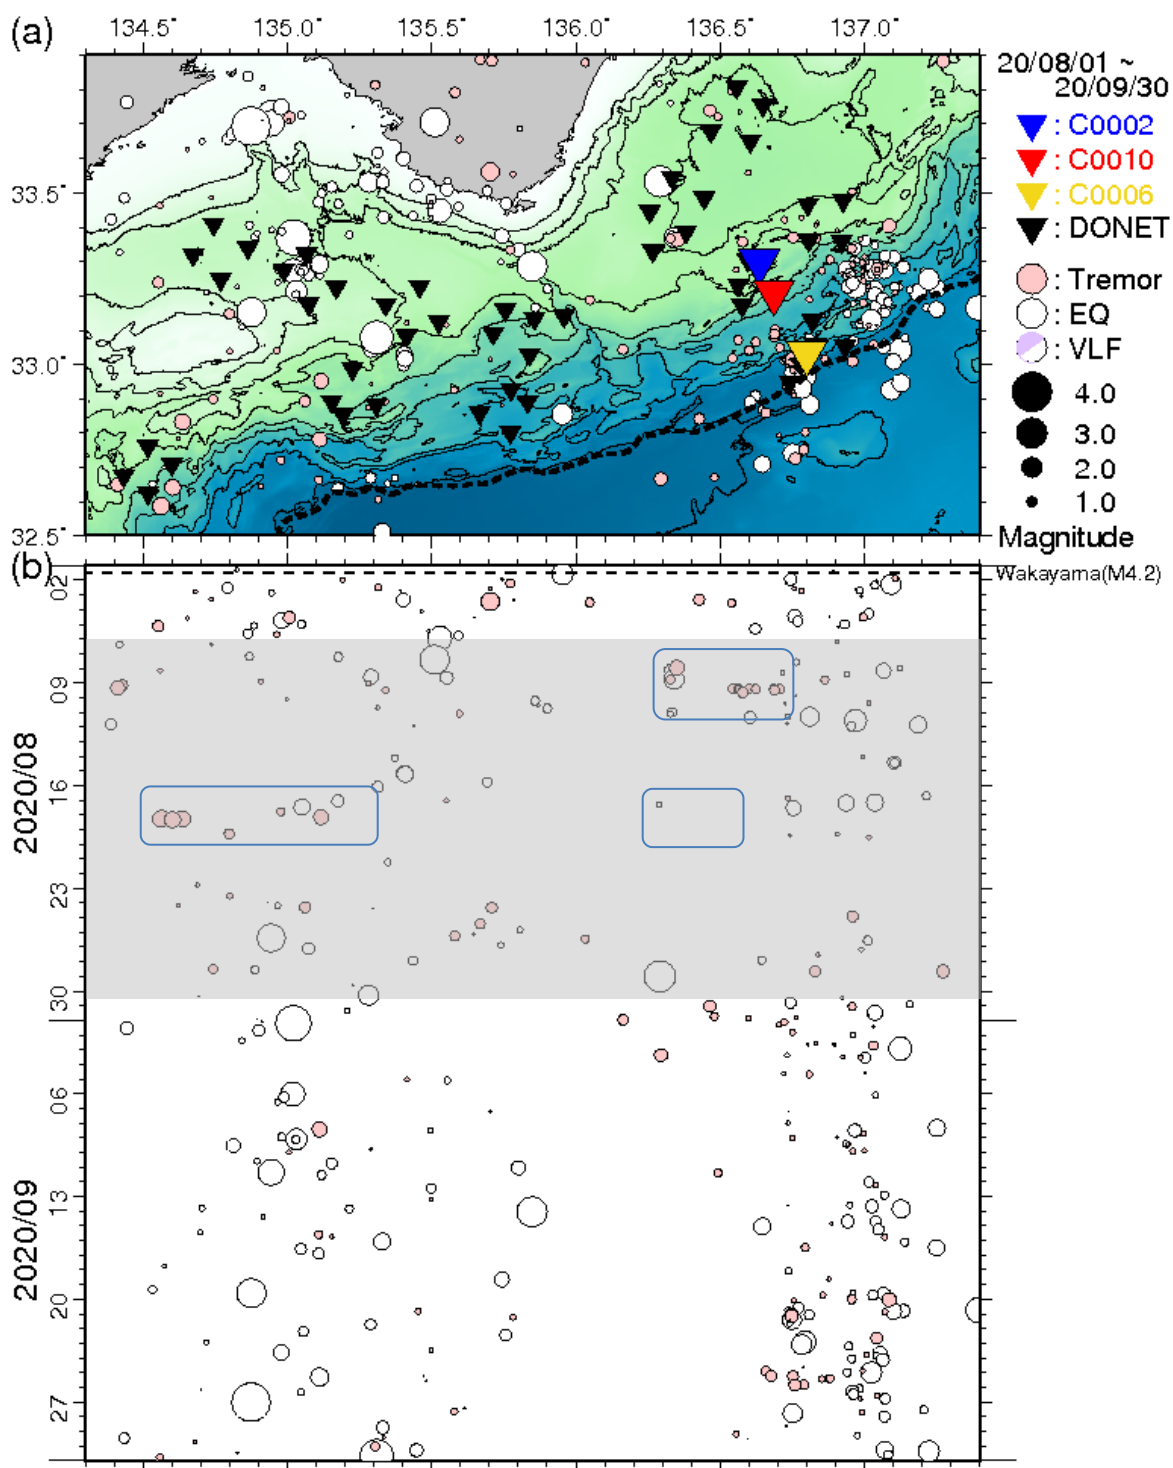 (a)
134.5° 135.0° 135.5° 136.0° 136.5° 137.0°
20/08/01 ~
20/09/30
: C0002
: C0010
: C0006
: DONET
: Tremor
: EQ
: VLF
4.0
3.0
2.0
1.0
Magnitude
33.5°
33.0°
32.5°
(b)
Wakayama(M4.2)
02
09
16
23
30
06
13
20
27
2020/08
2020/09